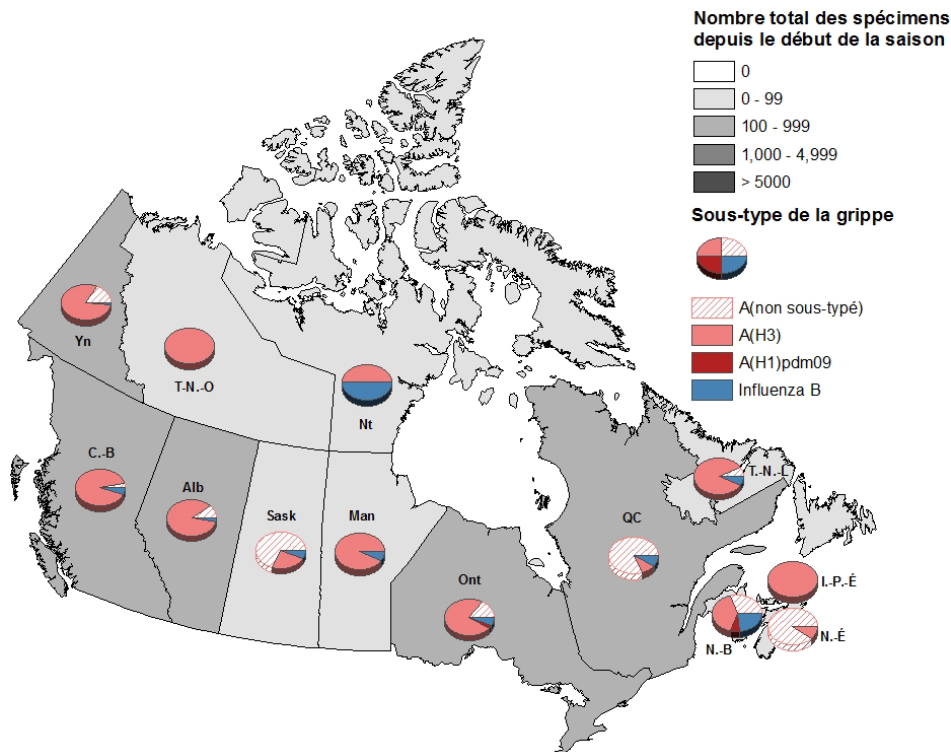 Nombre total des spécimens
depuis le début de la saison
0
0 - 99
100 - 999
1,000 - 4,999
> 5000
Sous-type de la grippe
A(non sous-typé)
A(H3)
A(H1)pdm09
Influenza B
Yn
T-N.-O
Nt
C.-B
Alb
Sask
Man
Ont
QC
T.-N.-L
I.-P.-É
N.-B
N.-É